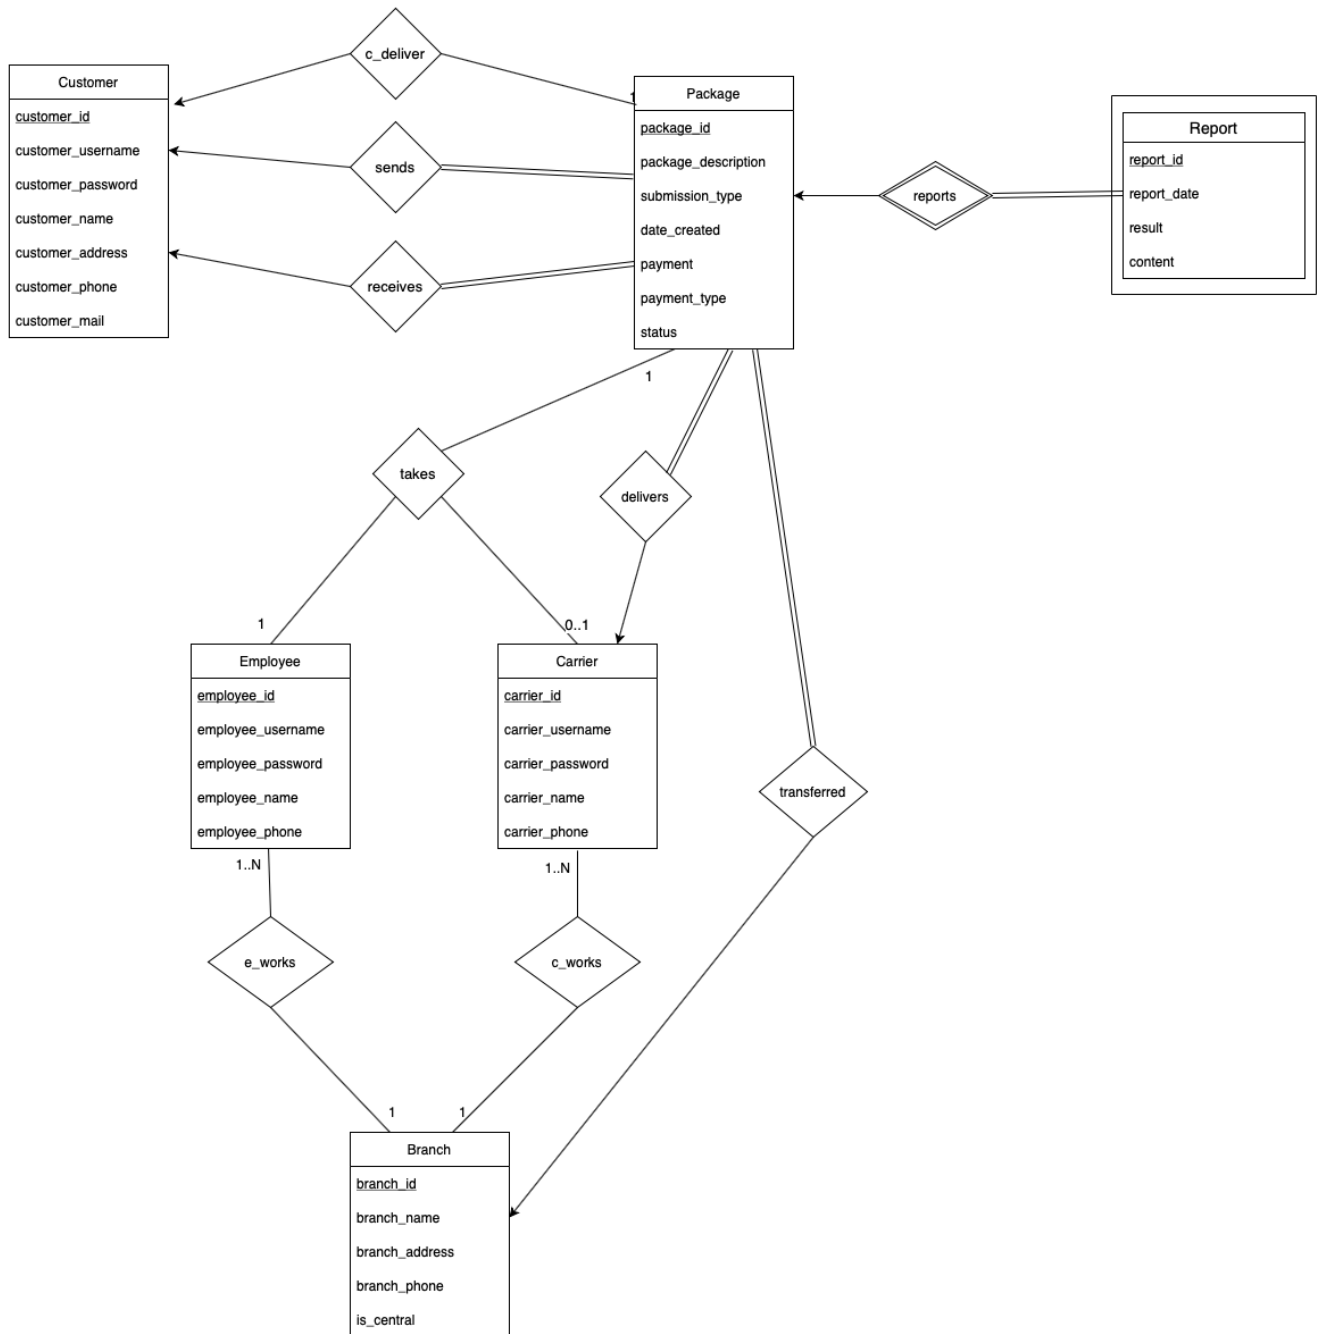 c_deliver
Customer
customer_id
customer_username
customer_password
customer_name
customer_address
customer_phone
customer_mail
sends
receives
1
Package
package_id
package_description
submission_type
date_created
payment
payment_type
status
reports
Report
report_id
report_date
result
content
1
takes
delivers
1
0..1
Employee
employee_id
employee_username
employee_password
employee_name
employee_phone
Carrier
carrier_id
carrier_username
carrier_password
carrier_name
carrier_phone
transferred
1..N
1..N
e_works
c_works
1
1
Branch
branch_id
branch_name
branch_address
branch_phone
is_central